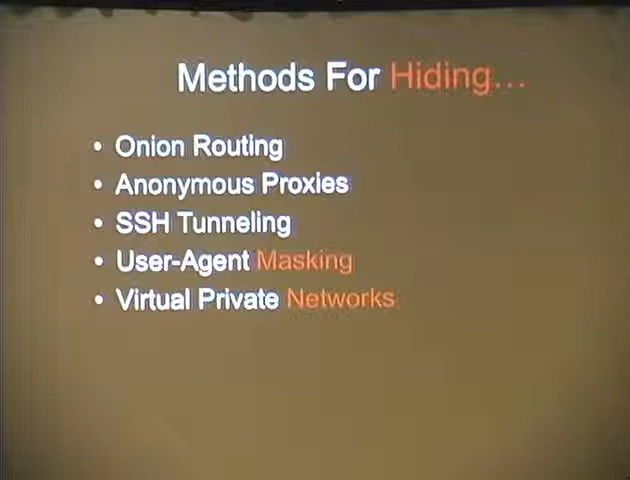 Methods For Hiding...
• Onion Routing
• Anonymous Proxies
• SSH Tunneling
• User-Agent Masking
• Virtual Private Networks